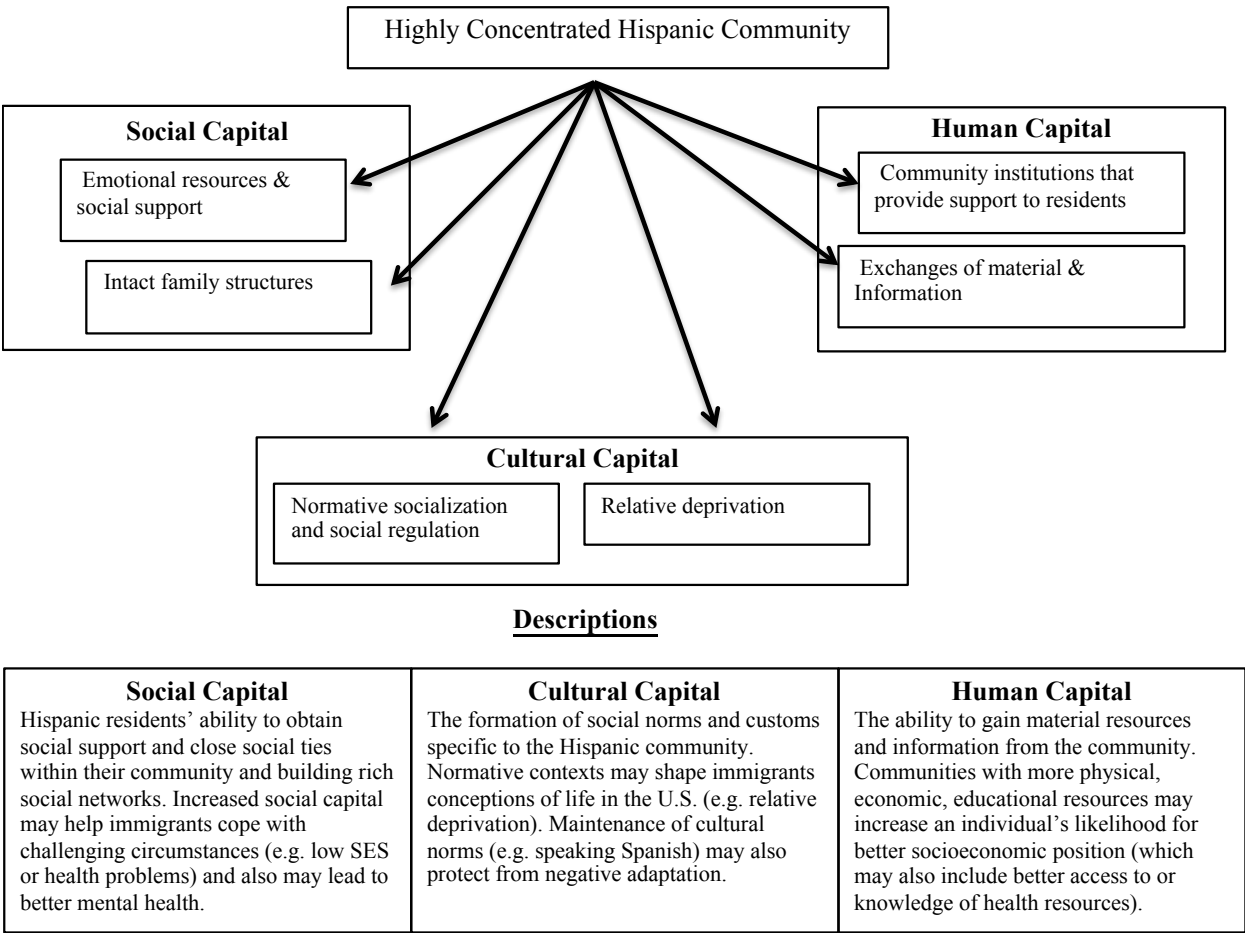 Highly Concentrated Hispanic Community
Social Capital
Emotional resources &
social support
Intact family structures
Human Capital
Community institutions that
provide support to residents
Exchanges of material &
Information
Cultural Capital
Normative socialization
and social regulation
Relative deprivation
Descriptions
Social Capital
Hispanic residents’ ability to obtain
social support and close social ties
within their community and building rich
social networks. Increased social capital
may help immigrants cope with
challenging circumstances (e.g. low SES
or health problems) and also may lead to
better mental health.
Cultural Capital
The formation of social norms and customs
specific to the Hispanic community.
Normative contexts may shape immigrants
conceptions of life in the U.S. (e.g. relative
deprivation). Maintenance of cultural
norms (e.g. speaking Spanish) may also
protect from negative adaptation.
Human Capital
The ability to gain material resources
and information from the community.
Communities with more physical,
economic, educational resources may
increase an individual’s likelihood for
better socioeconomic position (which
may also include better access to or
knowledge of health resources).